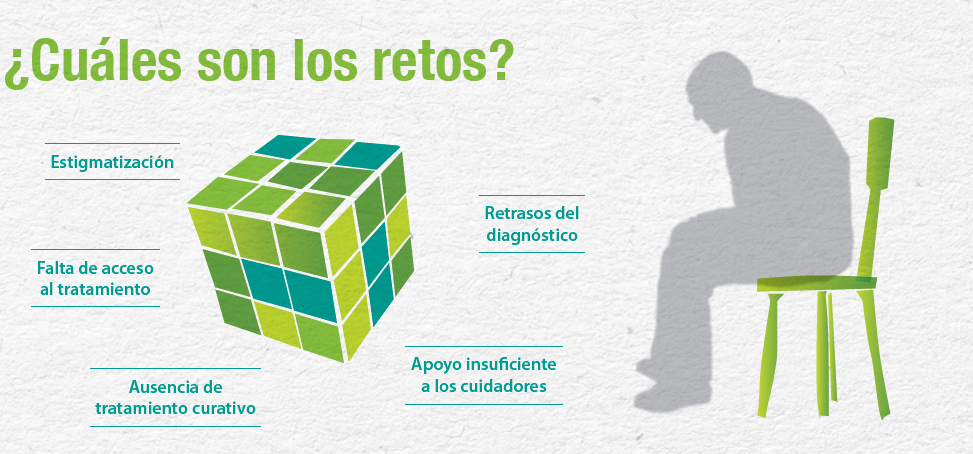 ¿Cuáles son los retos?
Estigmatización
Retrasos del
diagnóstico
Falta de acceso
al tratamiento
Apoyo insuficiente
a los cuidadores
Ausencia de
tratamiento curativo